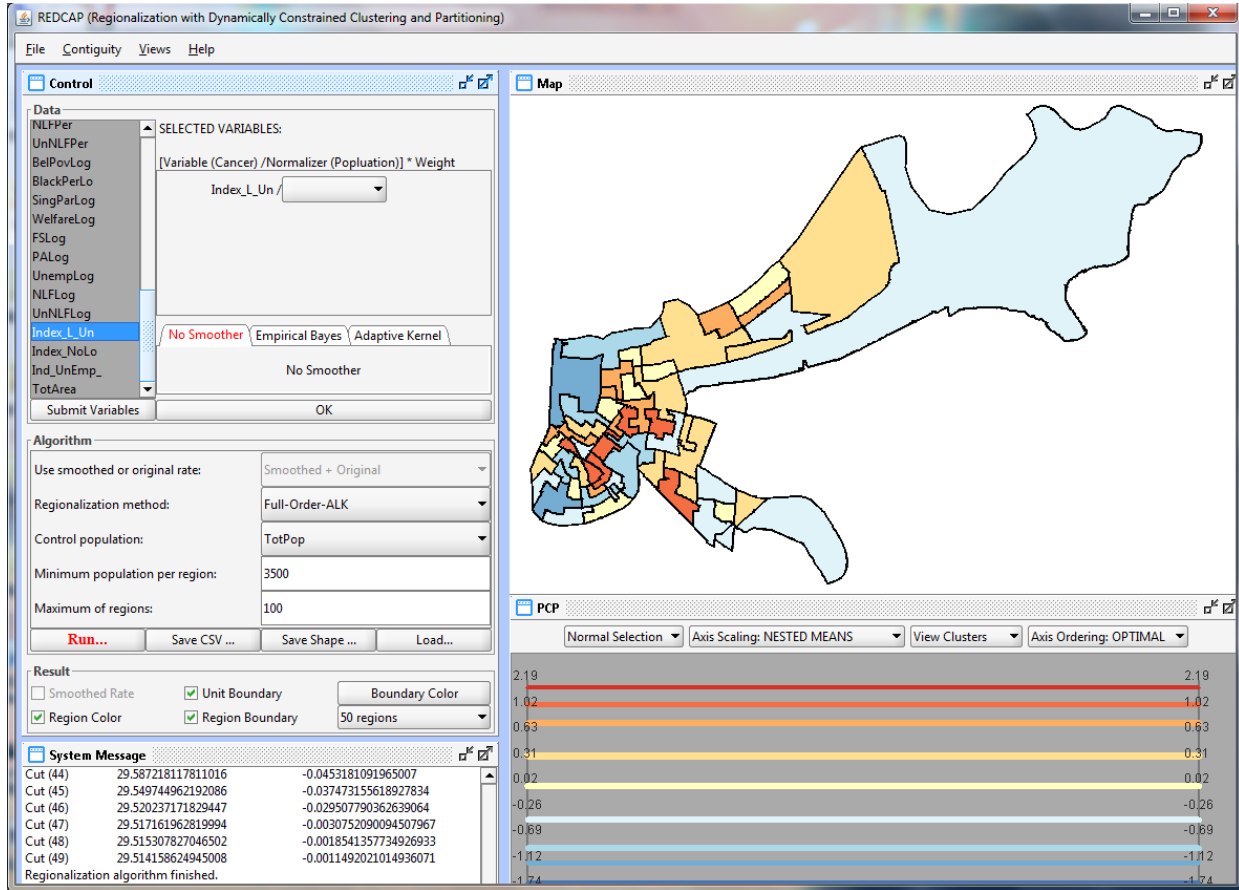 REDCAP (Regionalization with Dynamically Constrained Clustering and Partitioning)
File Contiguity Views Help
Control
Data
NLFPer
UnNLFPer
BelPovLog
BlackPerLo
SingParLog
WelfareLog
FSLog
PALog
UnempLog
NLFLog
UnNLFLog
Index_L_Un
Index_NoLo
Ind_UnEmp_
TotArea
Submit Variables
SELECTED VARIABLES:
[Variable (Cancer) /Normalizer (Popluation)] * Weight
Index_L_Un /
No Smoother Empirical Bayes Adaptive Kernel
No Smoother
OK
Algorithm
Use smoothed or original rate: Smoothed + Original
Regionalization method: Full-Order-ALK
Control population: TotPop
Minimum population per region: 3500
Maximum of regions: 100
Run... Save CSV ... Save Shape ... Load...
Result
Smoothed Rate Unit Boundary Boundary Color
Region Color Region Boundary 50 regions
System Message
Cut (44) 29.587218117811016 -0.0453181091965007
Cut (45) 29.549744962192086 -0.037473155618927834
Cut (46) 29.520237171829447 -0.029507790362639064
Cut (47) 29.517161962819994 -0.0030752090094507967
Cut (48) 29.515307827046502 -0.0018541357734926933
Cut (49) 29.514158624945008 -0.0011492021014936071
Regionalization algorithm finished.
Map
PCP
Normal Selection Axis Scaling: NESTED MEANS View Clusters Axis Ordering: OPTIMAL
2.19 2.19
1.02 1.02
0.63 0.63
0.31 0.31
0.02 0.02
-0.26 -0.26
-0.69 -0.69
-1.12 -1.12
-1.74 -1.74